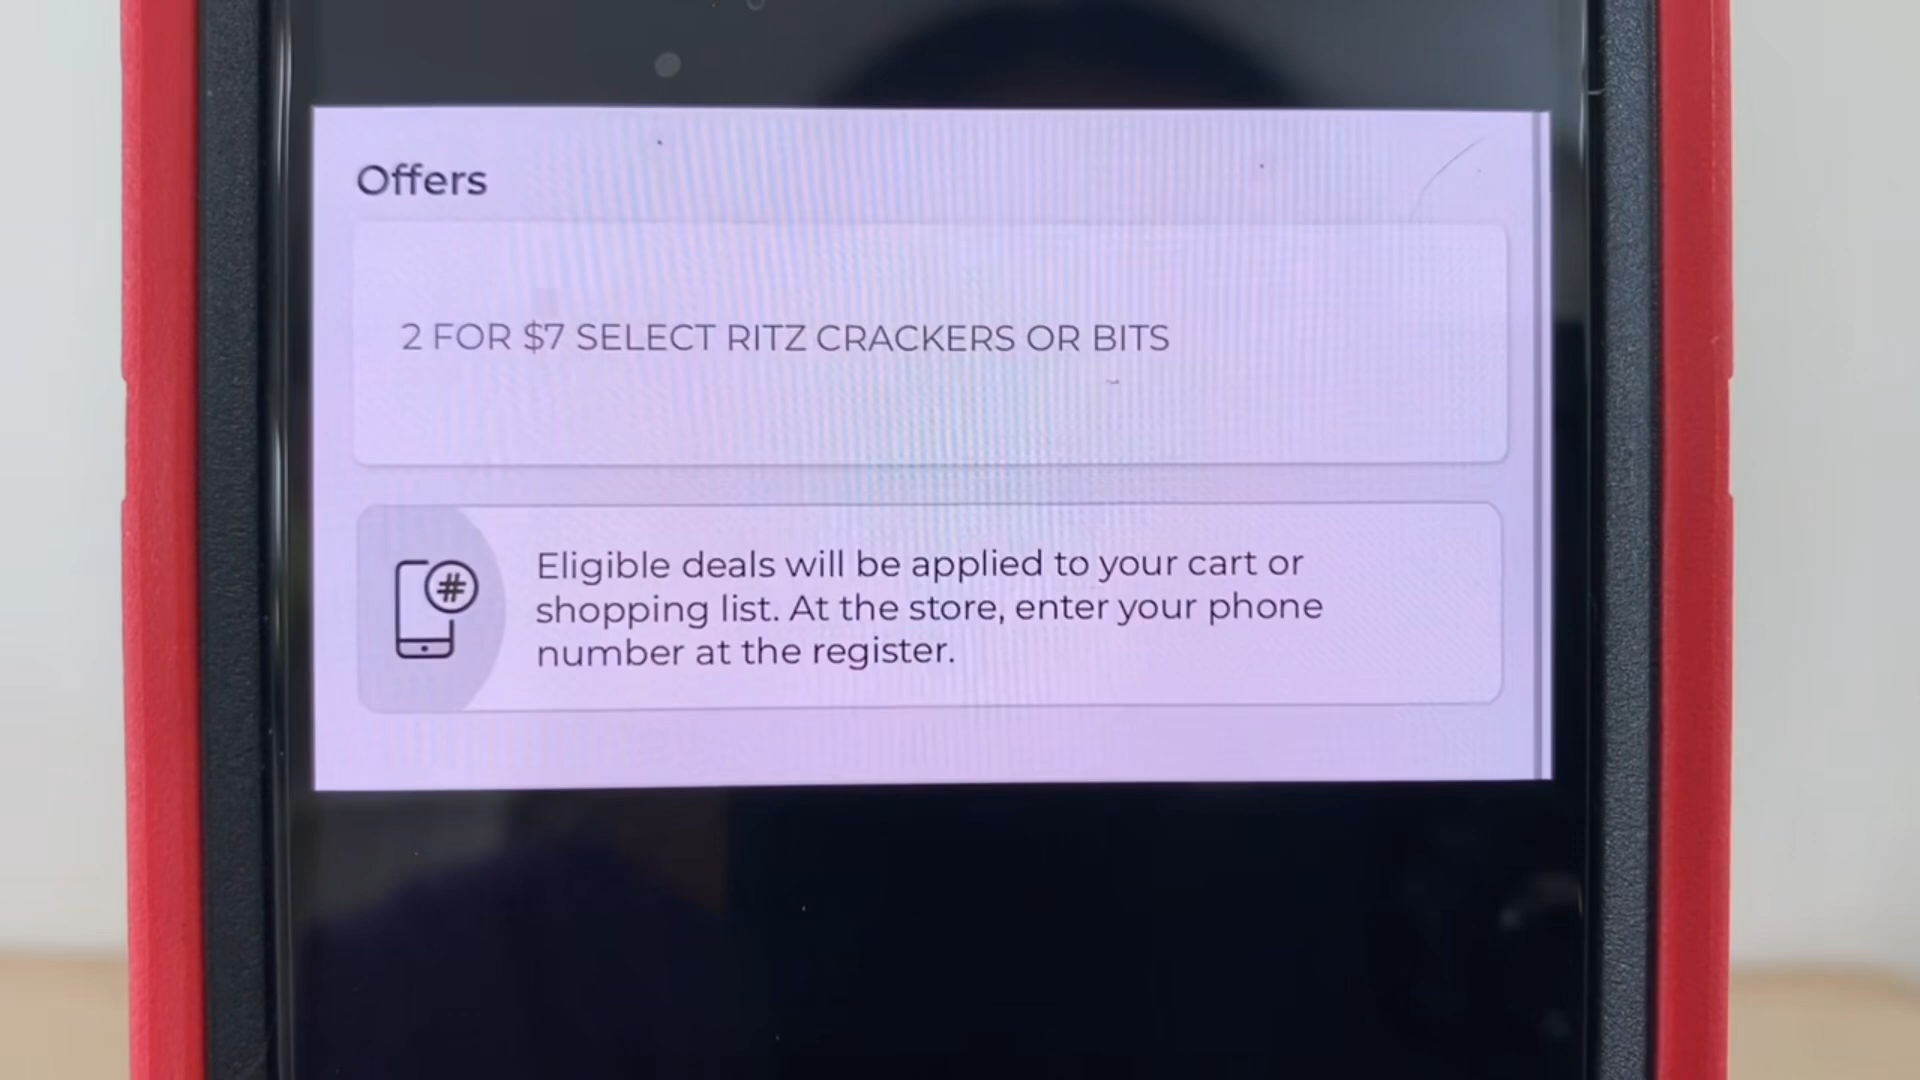 Offers
2 FOR $7 SELECT RITZ CRACKERS OR BITS
#
Eligible deals will be applied to your cart or
shopping list. At the store, enter your phone
number at the register.